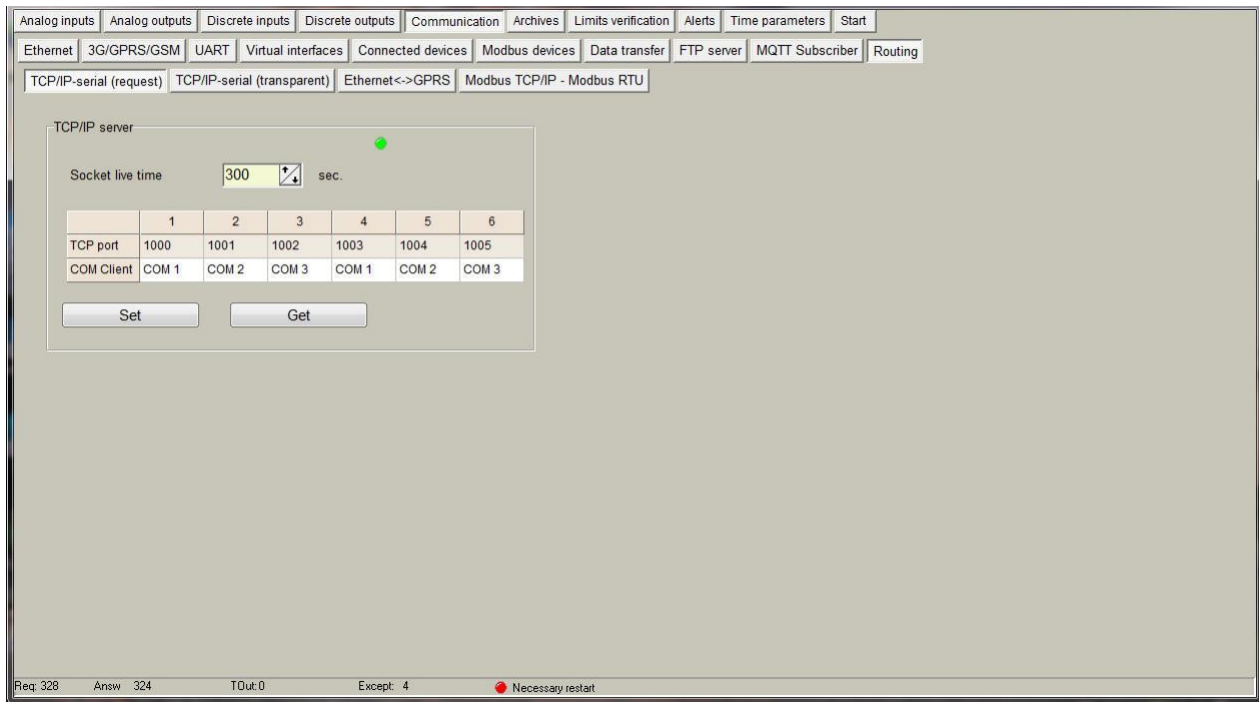 Analog inputs Analog outputs Discrete inputs Discrete outputs Communication Archives Limits verification Alerts Time parameters Start
Ethernet 3G/GPRS/GSM UART Virtual interfaces Connected devices Modbus devices Data transfer FTP server MQTT Subscriber Routing
TCP/IP-serial (request) TCP/IP-serial (transparent) Ethernet<->GPRS Modbus TCP/IP - Modbus RTU
TCP/IP server
Socket live time 300 sec.
1 2 3 4 5 6
TCP port 1000 1001 1002 1003 1004 1005
COM Client COM 1 COM 2 COM 3 COM 1 COM 2 COM 3
Set Get
Req: 328 Answ 324 TOut: 0 Except: 4 Necessary restart